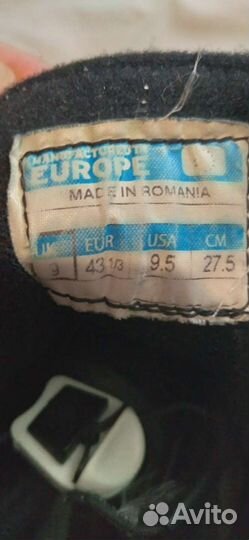 MANUFACTURED IN
EUROPE
MADE IN ROMANIA
UK EUR USA CM
9 43 1/3 9.5 27.5
Avito